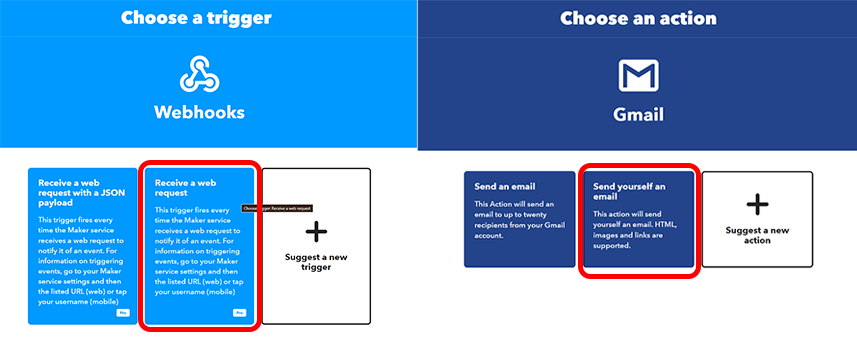 Choose a trigger
Webhooks
Receive a web
request with a JSON
payload
This trigger fires every
time the Maker service
receives a web request to
notify it of an event. For
information on triggering
events, go to your Maker
service settings and then
the listed URL (web) or tap
your username (mobile)
Pro
Receive a web
request
This trigger fires every
time the Maker service
receives a web request to
notify it of an event. For
information on triggering
events, go to your Maker
service settings and then
the listed URL (web) or tap
your username (mobile)
Pro
Choose trigger: Receive a web request
Suggest a new
trigger
Choose an action
Gmail
Send an email
This Action will send an
email to up to twenty
recipients from your Gmail
account.
Send yourself an
email
This action will send
yourself an email. HTML,
images and links are
supported.
Suggest a new
action